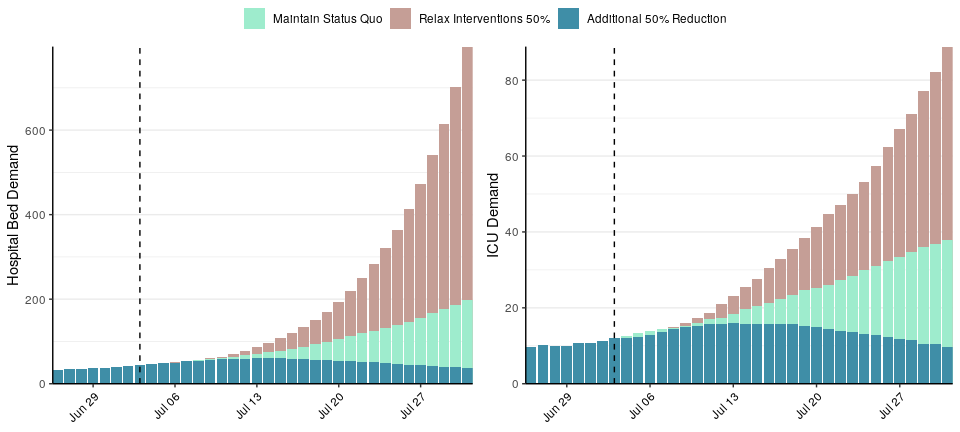 Maintain Status Quo
Relax Interventions 50%
Additional 50% Reduction
Hospital Bed Demand
600
400
200
0
Jun 29
Jul 06
Jul 13
Jul 20
Jul 27
ICU Demand
80
60
40
20
0
Jun 29
Jul 06
Jul 13
Jul 20
Jul 27